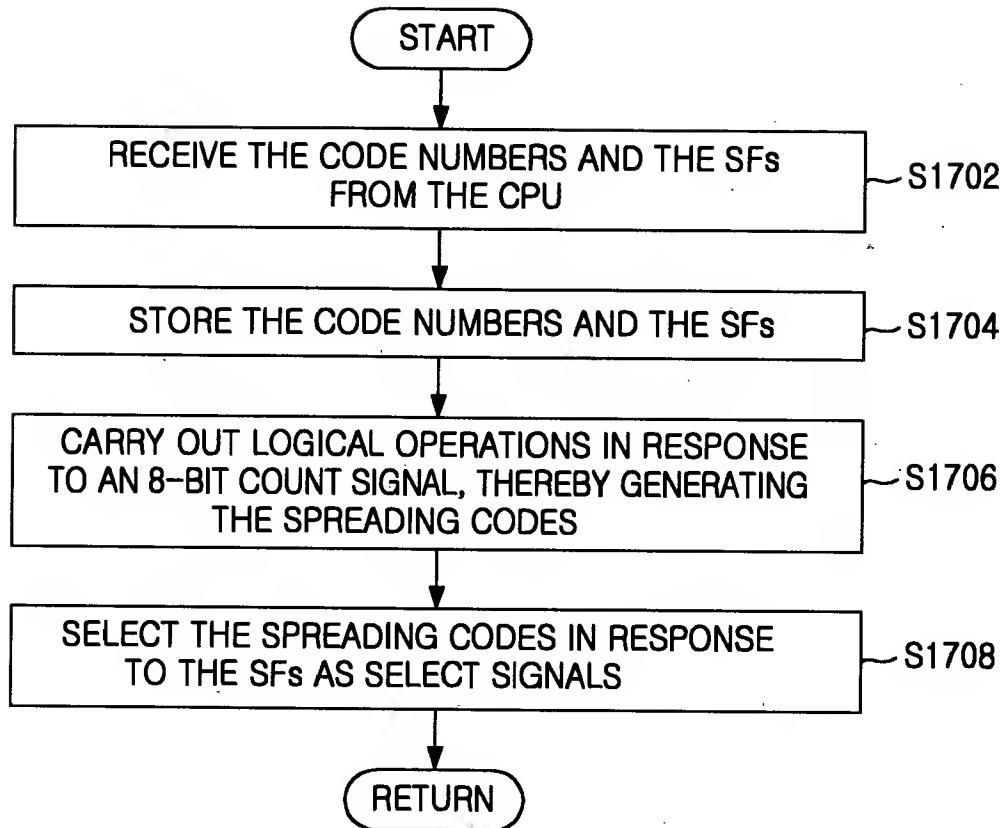 START
RECEIVE THE CODE NUMBERS AND THE SFs
FROM THE CPU
S1702
STORE THE CODE NUMBERS AND THE SFs
S1704
CARRY OUT LOGICAL OPERATIONS IN RESPONSE
TO AN 8-BIT COUNT SIGNAL, THEREBY GENERATING
THE SPREADING CODES
S1706
SELECT THE SPREADING CODES IN RESPONSE
TO THE SFs AS SELECT SIGNALS
S1708
RETURN